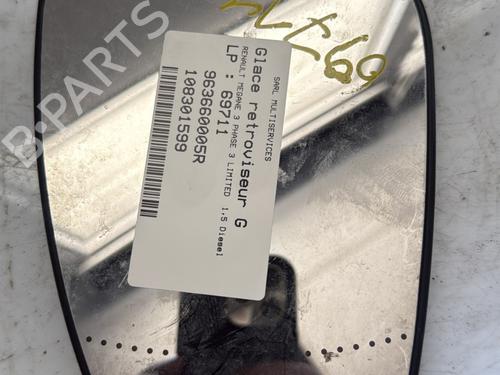 SARL MULTISERVICES
Glace retroviseur G
RENAULT MEGANE 3 PHASE 3 LIMITED 1,5 Diesel
LP : 69711
963660005R
108301599
B-PARTS